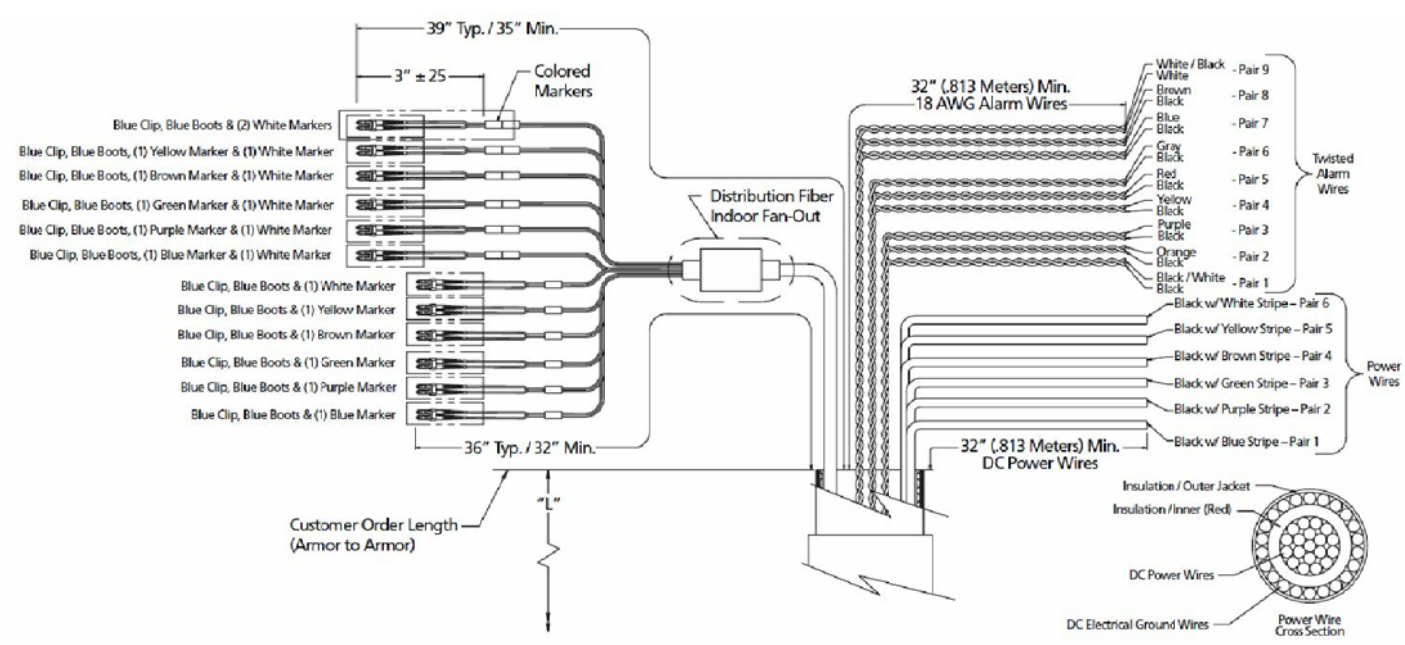 39” Typ. / 35” Min.
3” ± 25
Colored
Markers
Blue Clip, Blue Boots & (2) White Markers
Blue Clip, Blue Boots, (1) Yellow Marker & (1) White Marker
Blue Clip, Blue Boots, (1) Brown Marker & (1) White Marker
Blue Clip, Blue Boots, (1) Green Marker & (1) White Marker
Blue Clip, Blue Boots, (1) Purple Marker & (1) White Marker
Blue Clip, Blue Boots, (1) Blue Marker & (1) White Marker
Blue Clip, Blue Boots & (1) White Marker
Blue Clip, Blue Boots & (1) Yellow Marker
Blue Clip, Blue Boots & (1) Brown Marker
Blue Clip, Blue Boots & (1) Green Marker
Blue Clip, Blue Boots & (1) Purple Marker
Blue Clip, Blue Boots & (1) Blue Marker
36” Typ. / 32” Min.
Distribution Fiber
Indoor Fan-Out
“L”
Customer Order Length
(Armor to Armor)
32” (.813 Meters) Min.
18 AWG Alarm Wires
White / Black
White
- Pair 9
Brown
Black
- Pair 8
Blue
Black
- Pair 7
Gray
Black
- Pair 6
Red
Black
- Pair 5
Yellow
Black
- Pair 4
Purple
Black
- Pair 3
Orange
Black
- Pair 2
Black / White
Black
- Pair 1
Twisted
Alarm
Wires
Black w/ White Stripe – Pair 6
Black w/ Yellow Stripe – Pair 5
Black w/ Brown Stripe – Pair 4
Black w/ Green Stripe – Pair 3
Black w/ Purple Stripe – Pair 2
Black w/ Blue Stripe – Pair 1
Power
Wires
32” (.813 Meters) Min.
DC Power Wires
Insulation / Outer Jacket
Insulation / Inner (Red)
DC Power Wires
DC Electrical Ground Wires
Power Wire
Cross Section